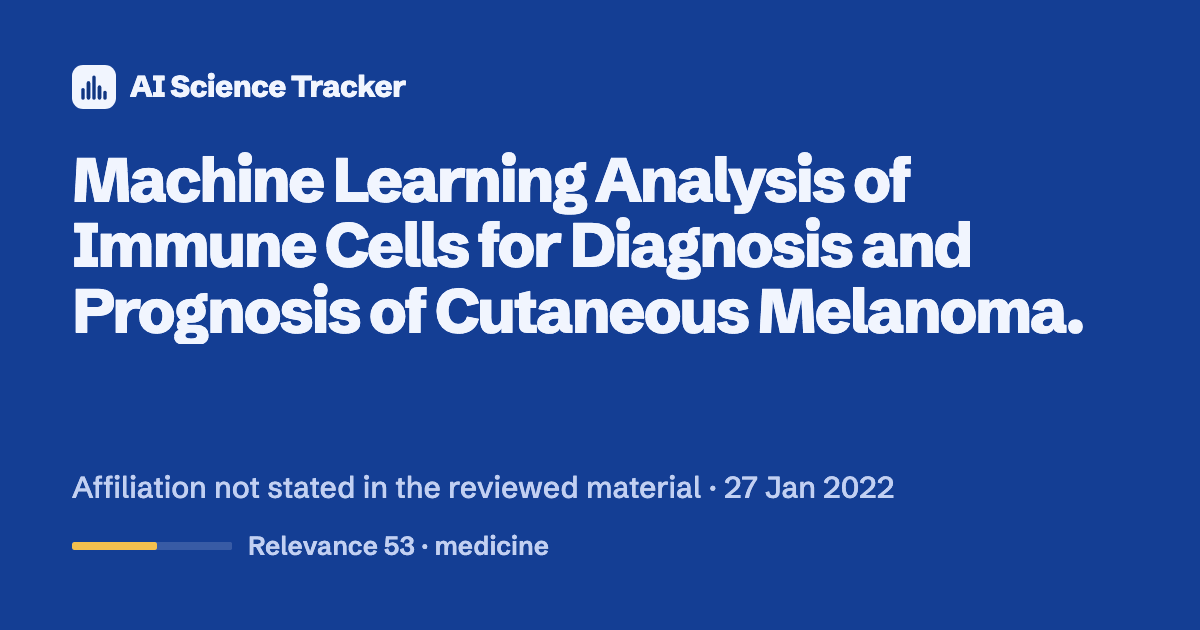 AI Science Tracker
Machine Learning Analysis of
Immune Cells for Diagnosis and
Prognosis of Cutaneous Melanoma.
Affiliation not stated in the reviewed material · 27 Jan 2022
Relevance 53 · medicine